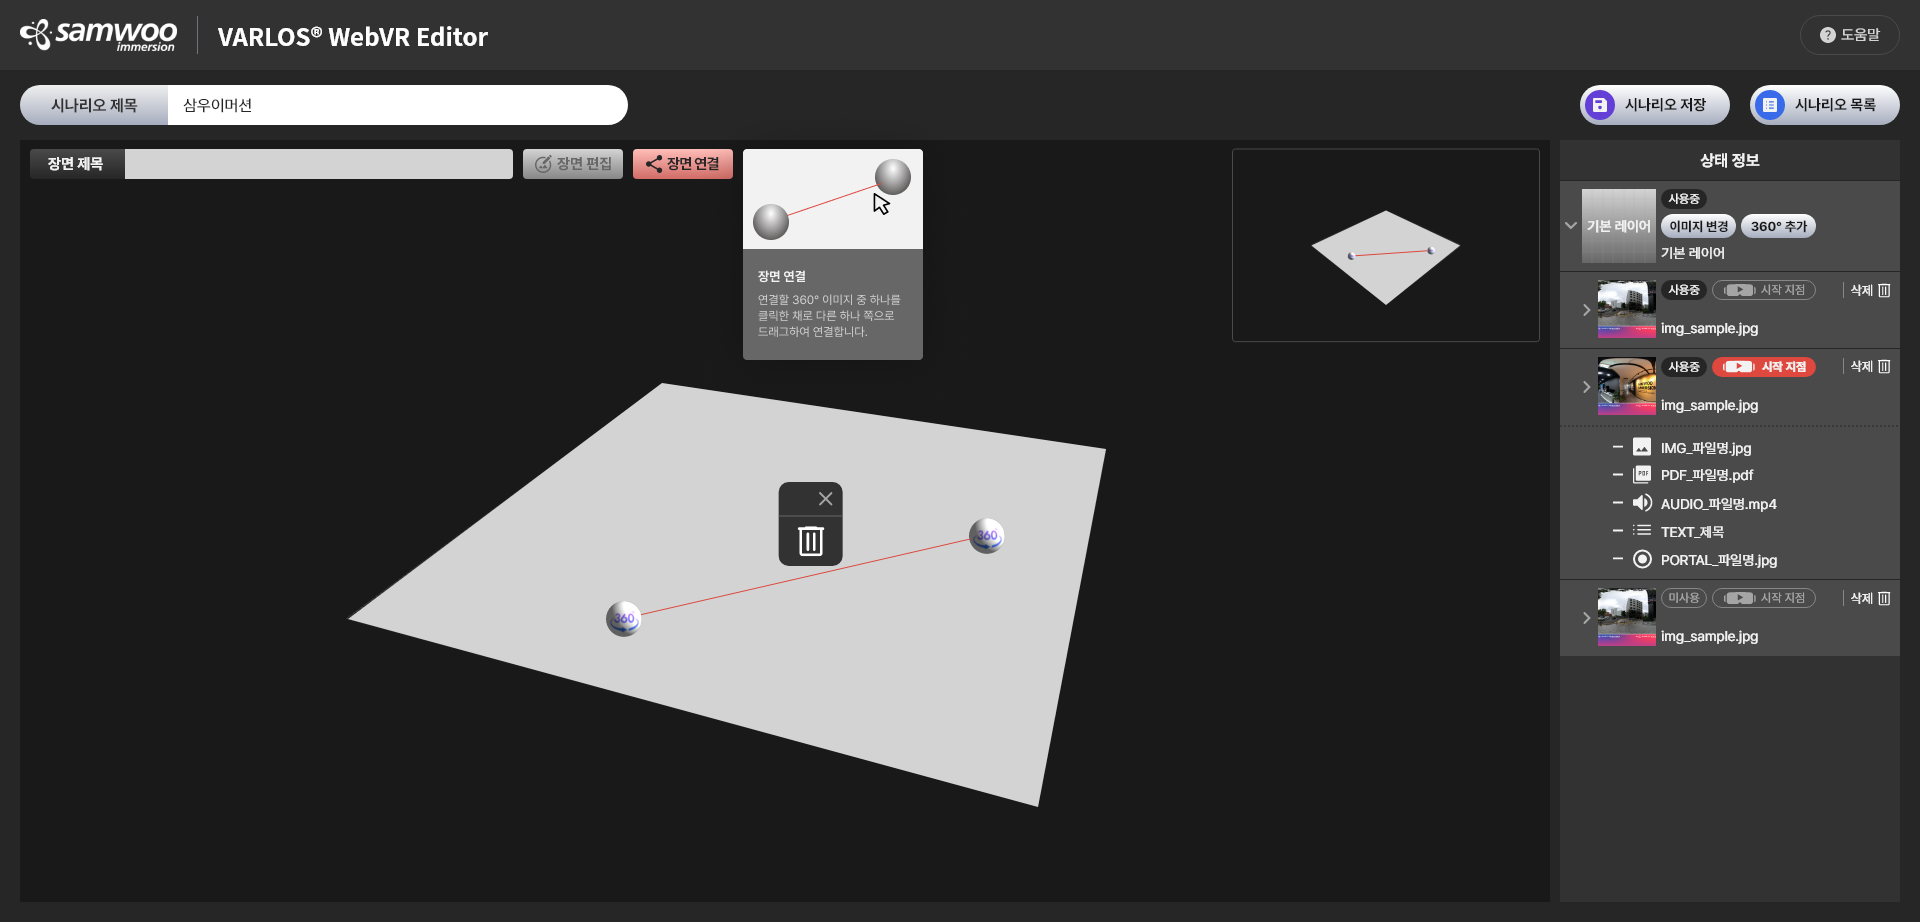 samwoo
immersion
VARLOS® WebVR Editor
도움말
시나리오 제목
삼우이머션
시나리오 저장
시나리오 목록
장면 제목
장면 편집
장면 연결
장면 연결
연결할 360° 이미지 중 하나를
클릭한 채로 다른 하나 쪽으로
드래그하여 연결합니다.
360°
360°
상태 정보
기본 레이어
사용중
이미지 변경
360° 추가
기본 레이어
사용중
시작 지점
삭제
img_sample.jpg
사용중
시작 지점
삭제
img_sample.jpg
IMG_파일명.jpg
PDF
PDF_파일명.pdf
AUDIO_파일명.mp4
TEXT_제목
PORTAL_파일명.jpg
미사용
시작 지점
삭제
img_sample.jpg